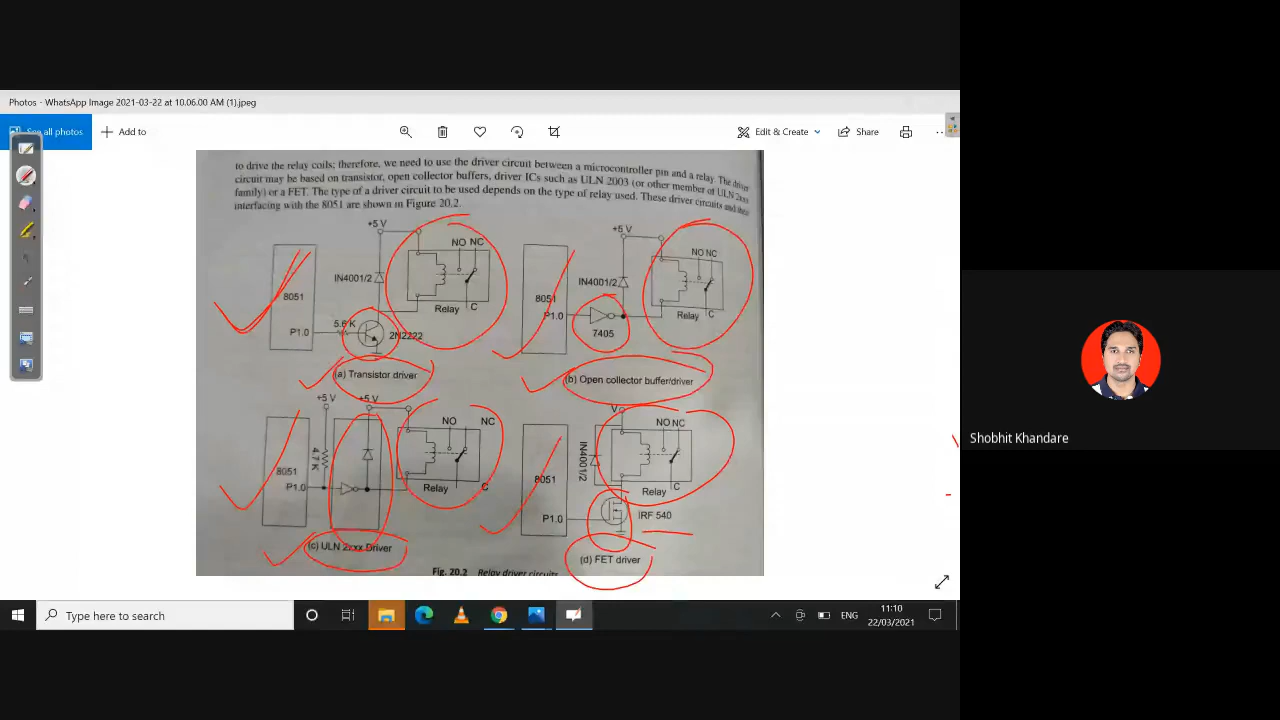 Photos - WhatsApp Image 2021-03-22 at 10.06.00 AM (1).jpeg
See all photos
Add to
Edit & Create
Share
to drive the relay coils; therefore, we need to use the driver circuit between a microcontroller pin and a relay. The driver
circuit may be based on transistor, open collector buffers, driver ICs such as ULN 2003 (or other member of ULN 2xxx
family) or a FET. The type of a driver circuit to be used depends on the type of relay used. These driver circuits and their
interfacing with the 8051 are shown in Figure 20.2.
+5 V
NO NC
IN4001/2
8051
Relay
C
5.6 K
P1.0
2N2222
(a) Transistor driver
+5 V
NO NC
IN4001/2
8051
P1.0
Relay
C
7405
(b) Open collector buffer/driver
+5 V
+5 V
NO
NC
4.7 K
8051
P1.0
Relay
C
(c) ULN 2xxx Driver
V
NO NC
IN4001/2
8051
Relay
C
P1.0
IRF 540
(d) FET driver
Fig. 20.2 Relay driver circuits
Shobhit Khandare
Type here to search
ENG
11:10
22/03/2021